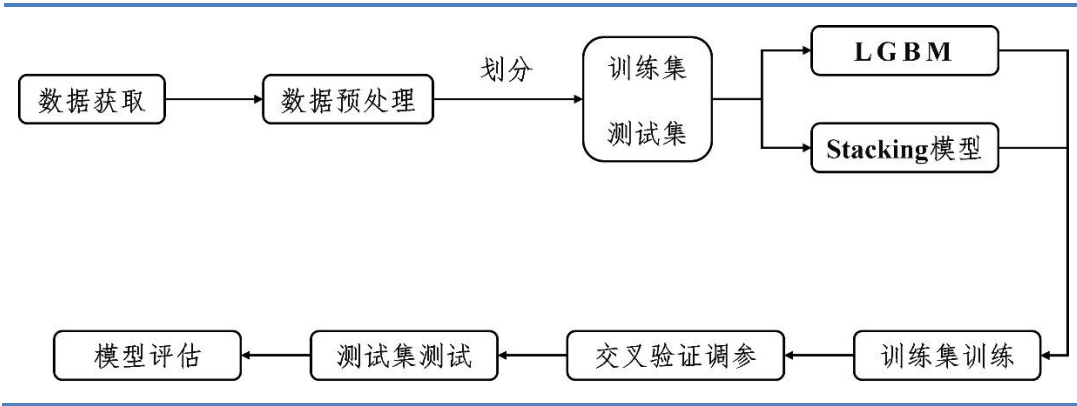 数据获取
数据预处理
划分
训练集
测试集
LGBM
Stacking模型
训练集训练
交叉验证调参
测试集测试
模型评估